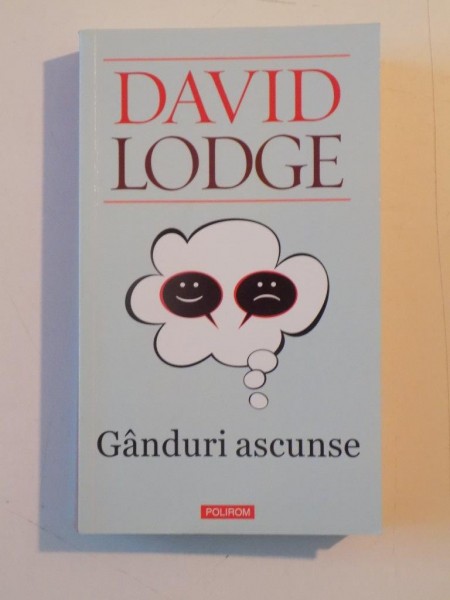 DAVID
LODGE
Gânduri ascunse
POLIROM